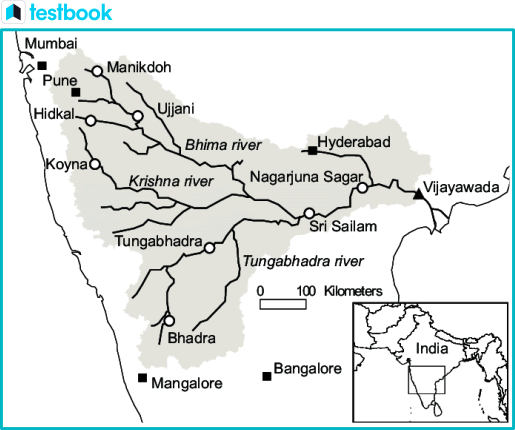 testbook
Mumbai
Manikdoh
Pune
Ujjani
Hidkal
Bhima river
Hyderabad
Koyna
Krishna river
Nagarjuna Sagar
Vijayawada
Sri Sailam
Tungabhadra
Tungabhadra river
0 100 Kilometers
Bhadra
India
Bangalore
Mangalore